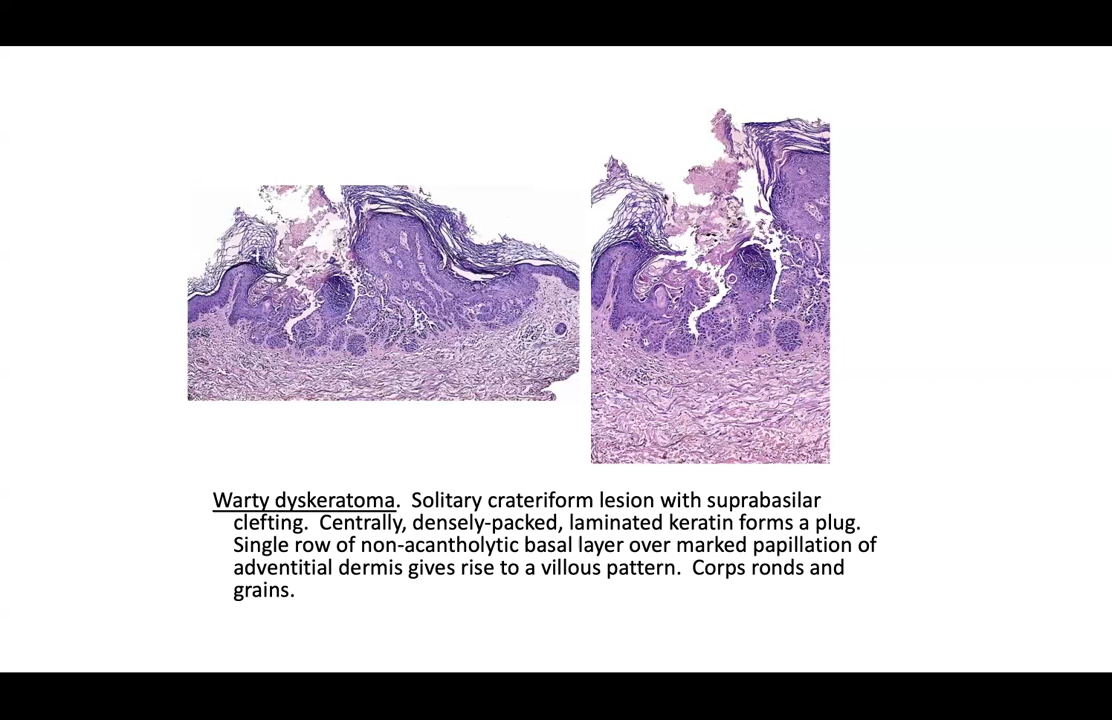 Warty dyskeratoma.  Solitary crateriform lesion with suprabasilar
clefting.  Centrally, densely-packed, laminated keratin forms a plug.
Single row of non-acantholytic basal layer over marked papillation of
adventitial dermis gives rise to a villous pattern.  Corps ronds and
grains.